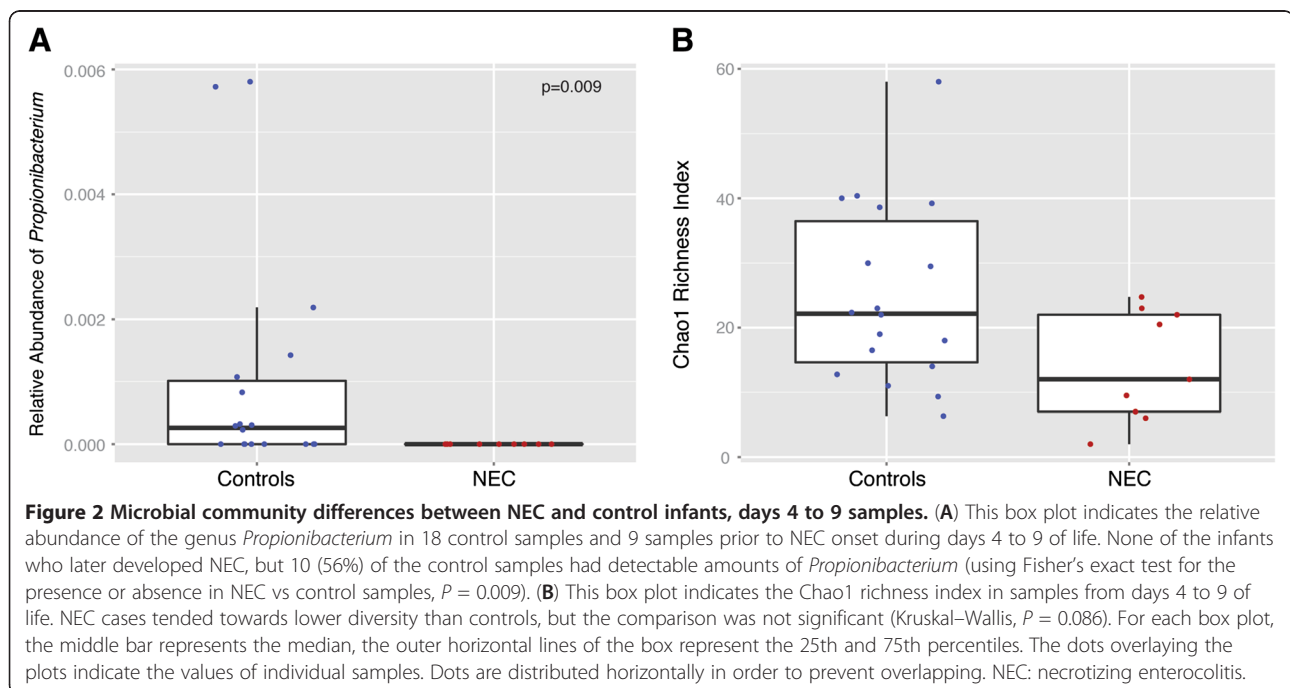 A
B
Relative Abundance of Propionibacterium
0.006
0.004
0.002
0.000
p=0.009
Controls
NEC
Chao1 Richness Index
60
40
20
0
Controls
NEC
Figure 2 Microbial community differences between NEC and control infants, days 4 to 9 samples. (A) This box plot indicates the relative
abundance of the genus Propionibacterium in 18 control samples and 9 samples prior to NEC onset during days 4 to 9 of life. None of the infants
who later developed NEC, but 10 (56%) of the control samples had detectable amounts of Propionibacterium (using Fisher's exact test for the
presence or absence in NEC vs control samples, P = 0.009). (B) This box plot indicates the Chao1 richness index in samples from days 4 to 9 of
life. NEC cases tended towards lower diversity than controls, but the comparison was not significant (Kruskal–Wallis, P = 0.086). For each box plot,
the middle bar represents the median, the outer horizontal lines of the box represent the 25th and 75th percentiles. The dots overlaying the
plots indicate the values of individual samples. Dots are distributed horizontally in order to prevent overlapping. NEC: necrotizing enterocolitis.